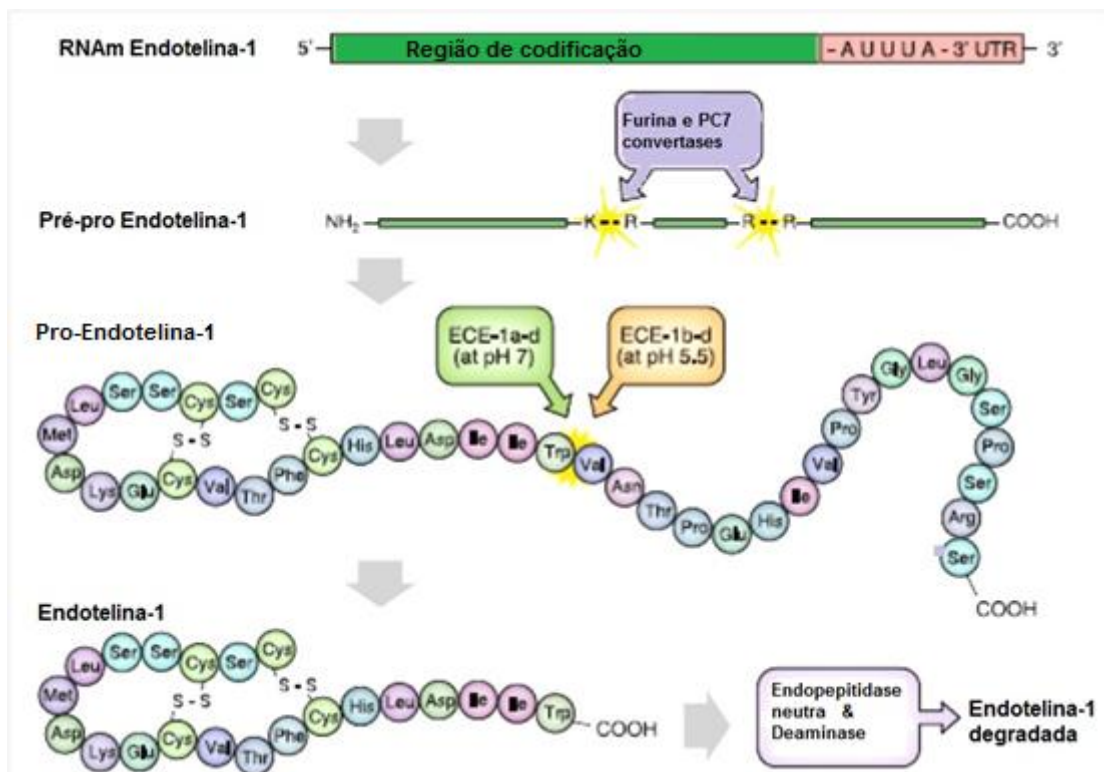 RNAm Endotelina-1
5'
Região de codificação
- A U U U A - 3' UTR
3'
Furina e PC7
convertases
Pré-pro Endotelina-1
NH2
K
R
R
R
COOH
Pro-Endotelina-1
ECE-1a-d
(at pH 7)
ECE-1b-d
(at pH 5.5)
Cys Ser Cys Ser Ser Leu Met Asp Lys Glu Cys Val Thr Phe Cys His Leu Asp Ile Ile Trp Val Asn Thr Pro Glu His Ile Val Pro Tyr Gly Leu Gly Ser Pro Ser Arg Ser
S - S
S - S
COOH
Endotelina-1
Cys Ser Cys Ser Ser Leu Met Asp Lys Glu Cys Val Thr Phe Cys His Leu Asp Ile Ile Trp
S - S
S - S
COOH
Endopepitidase
neutra &
Deaminase
Endotelina-1
degradada